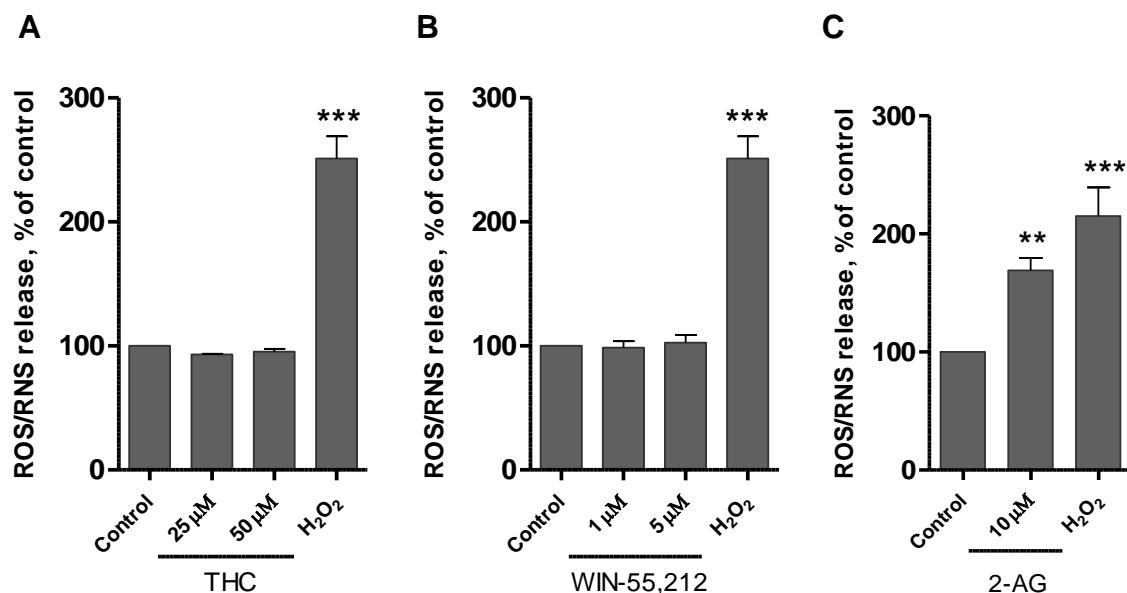 A
B
C
ROS/RNS release, % of control
300
200
100
0
***
Control
25 μM
50 μM
H₂O₂
THC
ROS/RNS release, % of control
300
200
100
0
***
Control
1 μM
5 μM
H₂O₂
WIN-55,212
ROS/RNS release, % of control
300
200
100
0
**
***
Control
10 μM
H₂O₂
2-AG